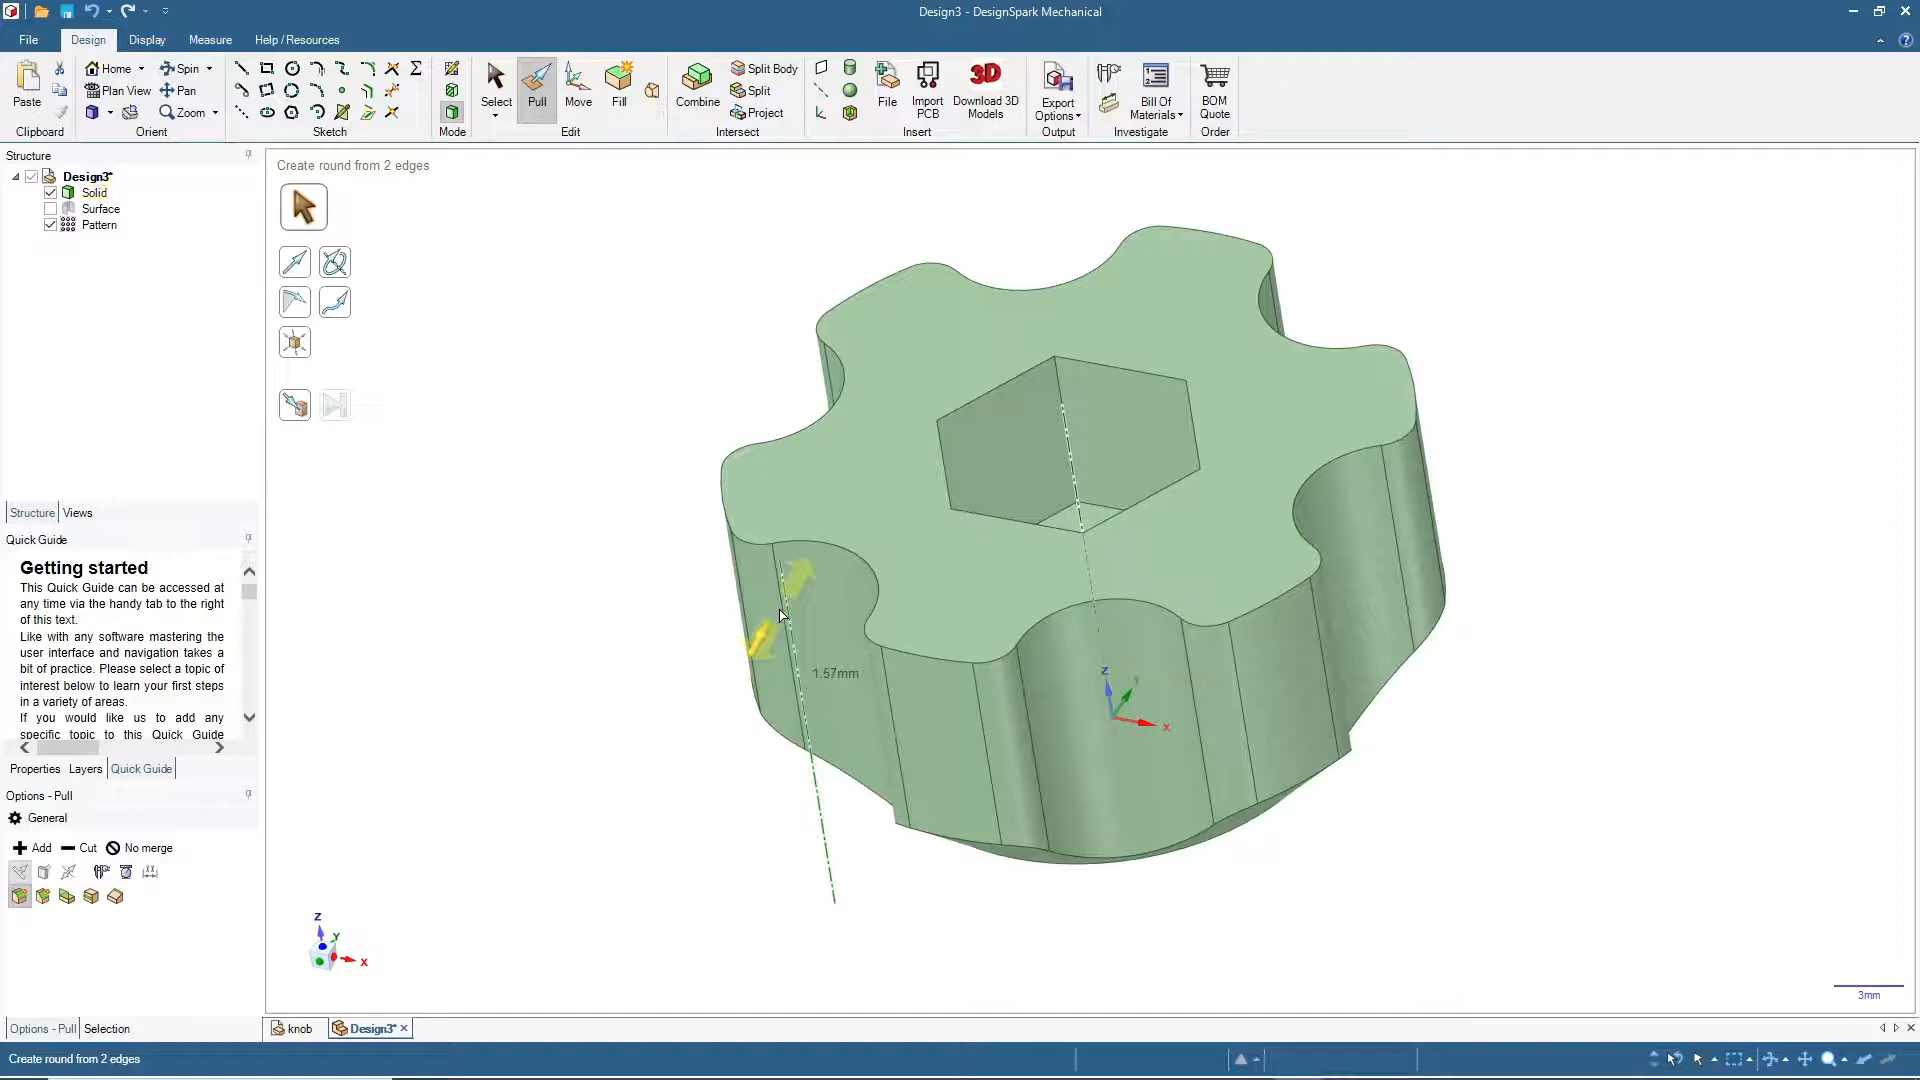 Design3 - DesignSpark Mechanical
File Design Display Measure Help / Resources
Paste
Clipboard
Home Spin
Plan View Pan
Zoom
Orient
Sketch
Mode
Select Pull Move Fill
Edit
Combine
Split Body
Split
Project
Intersect
File
Import PCB
Download 3D Models
3D
Insert
Export Options
Output
Bill Of Materials
Investigate
BOM Quote
Order
Structure
Design3*
Solid
Surface
Pattern
Structure Views
Quick Guide
Getting started
This Quick Guide can be accessed at
any time via the handy tab to the right
of this text.
Like with any software mastering the
user interface and navigation takes a
bit of practice. Please select a topic of
interest below to learn your first steps
in a variety of areas.
If you would like us to add any
specific topic to this Quick Guide
Properties Layers Quick Guide
Options - Pull
General
Add Cut No merge
Options - Pull Selection
Create round from 2 edges
1.57mm
Z
Y
X
Z
Y
X
3mm
knob Design3*
Create round from 2 edges